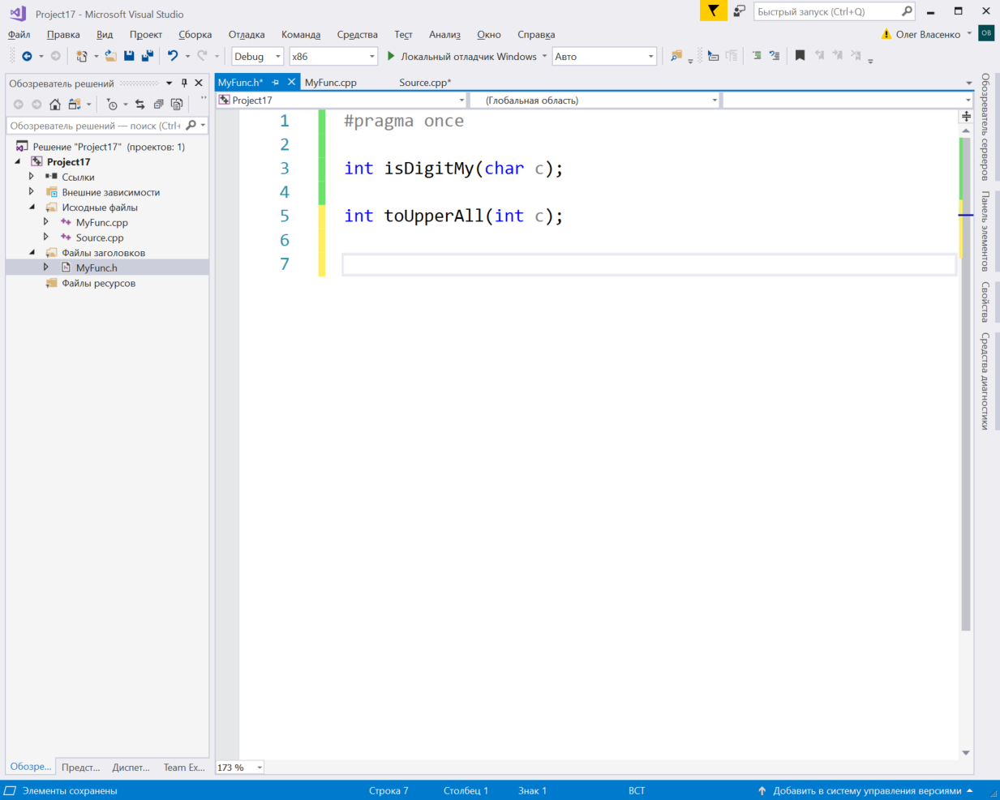 Project17 - Microsoft Visual Studio
Быстрый запуск (Ctrl+Q)
Файл Правка Вид Проект Сборка Отладка Команда Средства Тест Анализ Окно Справка
Олег Власенко ОВ
Debug x86 Локальный отладчик Windows Авто
Обозреватель решений
MyFunc.h* MyFunc.cpp Source.cpp*
Project17 (Глобальная область)
Обозреватель решений — поиск (Ctrl+
Решение "Project17" (проектов: 1)
Project17
Ссылки
Внешние зависимости
Исходные файлы
MyFunc.cpp
Source.cpp
Файлы заголовков
MyFunc.h
Файлы ресурсов
1 #pragma once
2
3 int isDigitMy(char c);
4
5 int toUpperAll(int c);
6
7
Обозреватель серверов
Панель элементов
Свойства
Средства диагностики
Обозре... Предст... Диспет... Team Ex...
173 %
Элементы сохранены Строка 7 Столбец 1 Знак 1 ВСТ Добавить в систему управления версиями